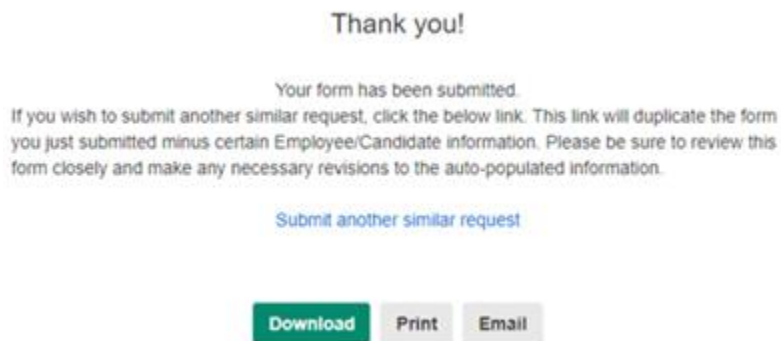 Thank you!
Your form has been submitted.
If you wish to submit another similar request, click the below link. This link will duplicate the form
you just submitted minus certain Employee/Candidate information. Please be sure to review this
form closely and make any necessary revisions to the auto-populated information.
Submit another similar request
Download Print Email